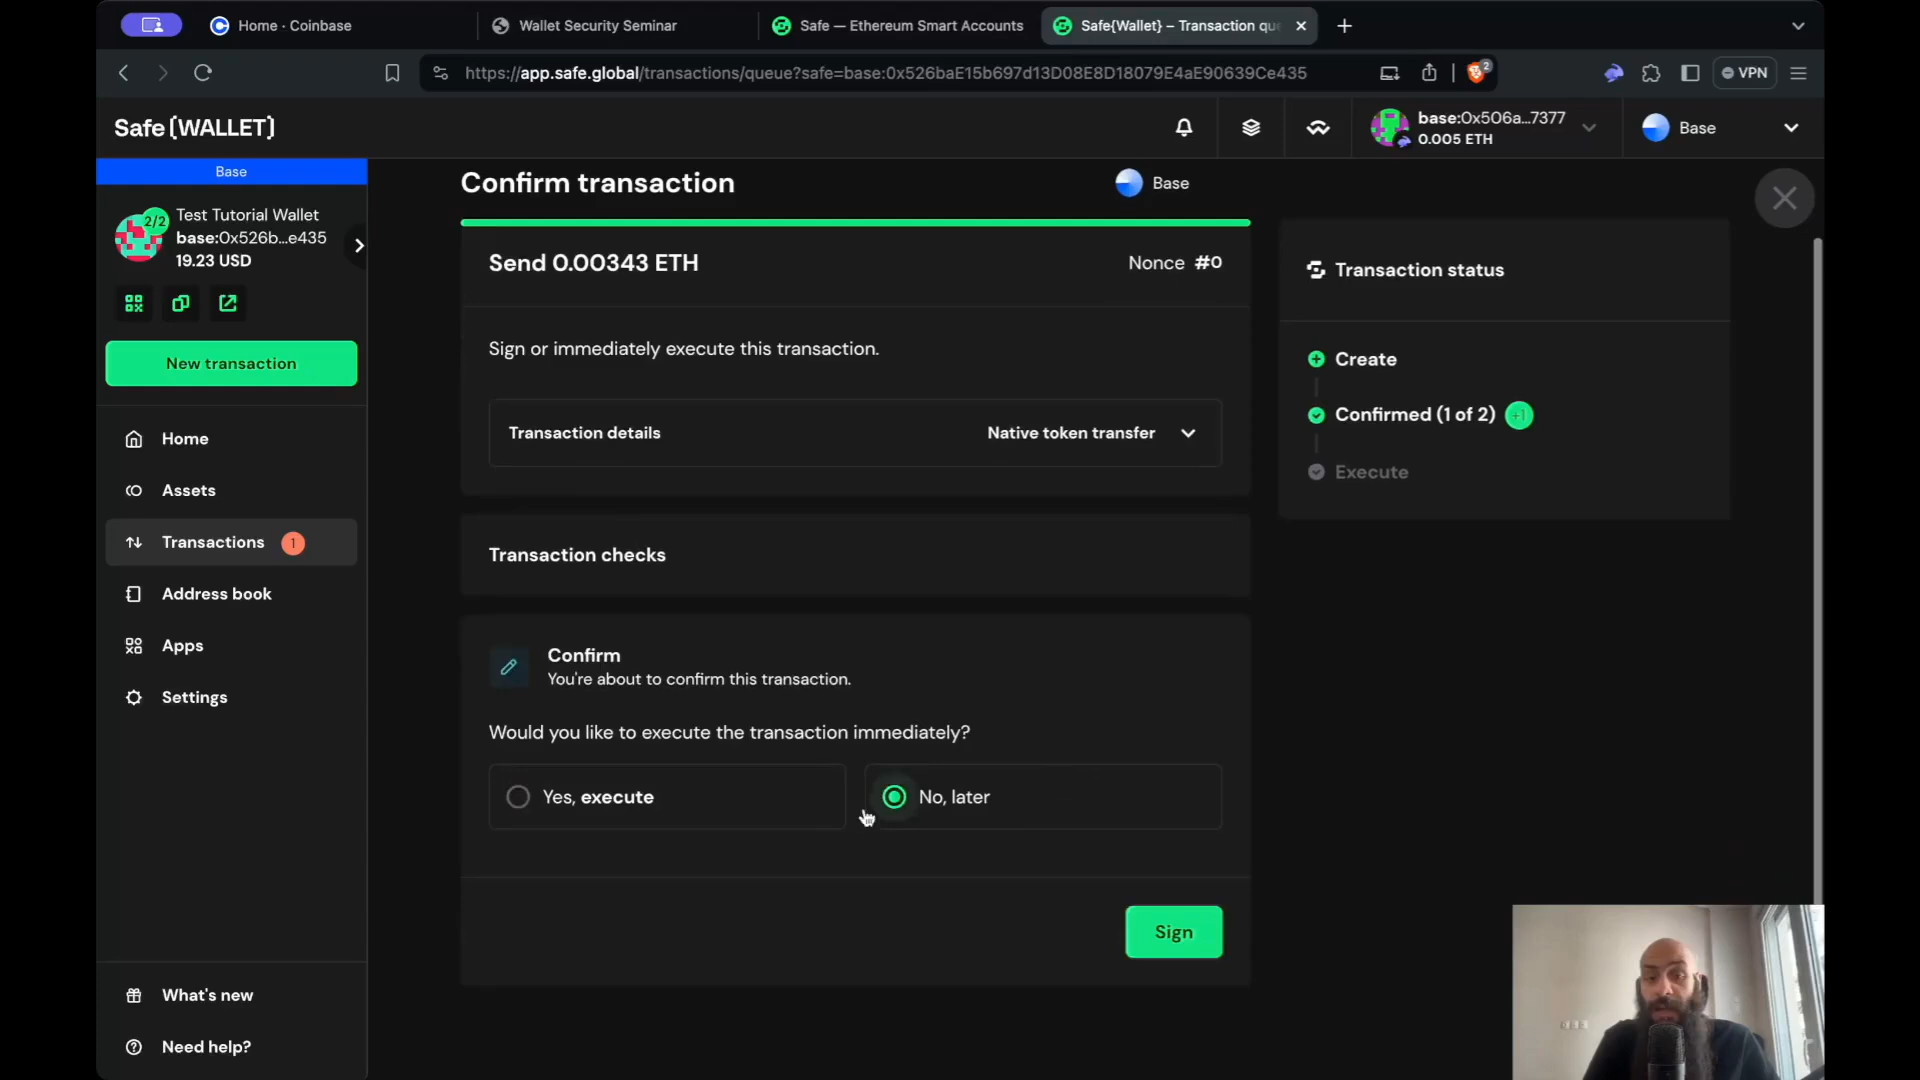 Home · Coinbase
Wallet Security Seminar
Safe — Ethereum Smart Accounts
Safe{Wallet} – Transaction que
https://app.safe.global/transactions/queue?safe=base:0x526baE15b697d13D08E8D18079E4aE90639Ce435
2
VPN
Safe{WALLET}
base:0x506a...7377
0.005 ETH
Base
Base
2/2
Test Tutorial Wallet
base:0x526b...e435
19.23 USD
New transaction
Home
Assets
Transactions 1
Address book
Apps
Settings
What's new
Need help?
Confirm transaction
Base
Send 0.00343 ETH
Nonce #0
Sign or immediately execute this transaction.
Transaction details
Native token transfer
Transaction checks
Confirm
You're about to confirm this transaction.
Would you like to execute the transaction immediately?
Yes, execute
No, later
Sign
Transaction status
Create
Confirmed (1 of 2) +1
Execute